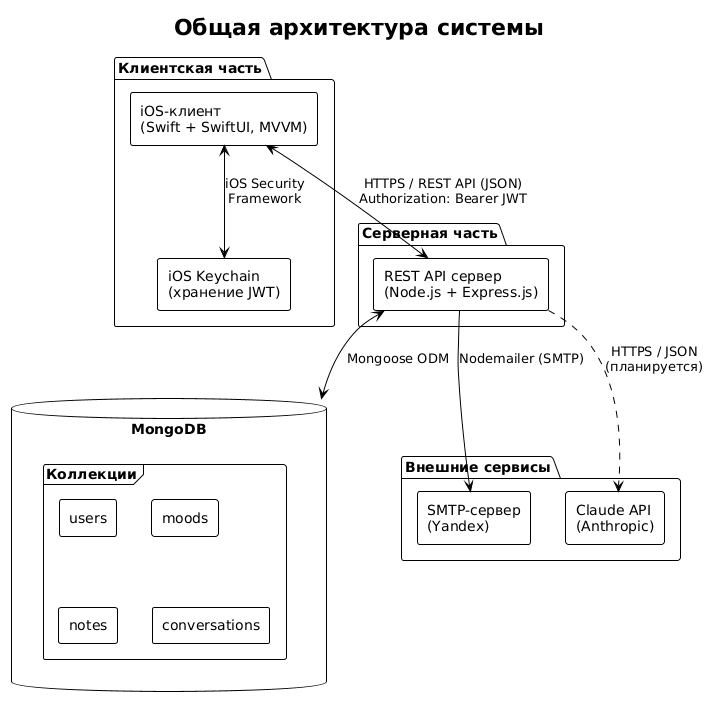 Общая архитектура системы
Клиентская часть
iOS-клиент
(Swift + SwiftUI, MVVM)
iOS Security
Framework
HTTPS / REST API (JSON)
Authorization: Bearer JWT
Серверная часть
iOS Keychain
(хранение JWT)
REST API сервер
(Node.js + Express.js)
Mongoose ODM
Nodemailer (SMTP)
HTTPS / JSON
(планируется)
MongoDB
Коллекции
users
moods
notes
conversations
Внешние сервисы
SMTP-сервер
(Yandex)
Claude API
(Anthropic)